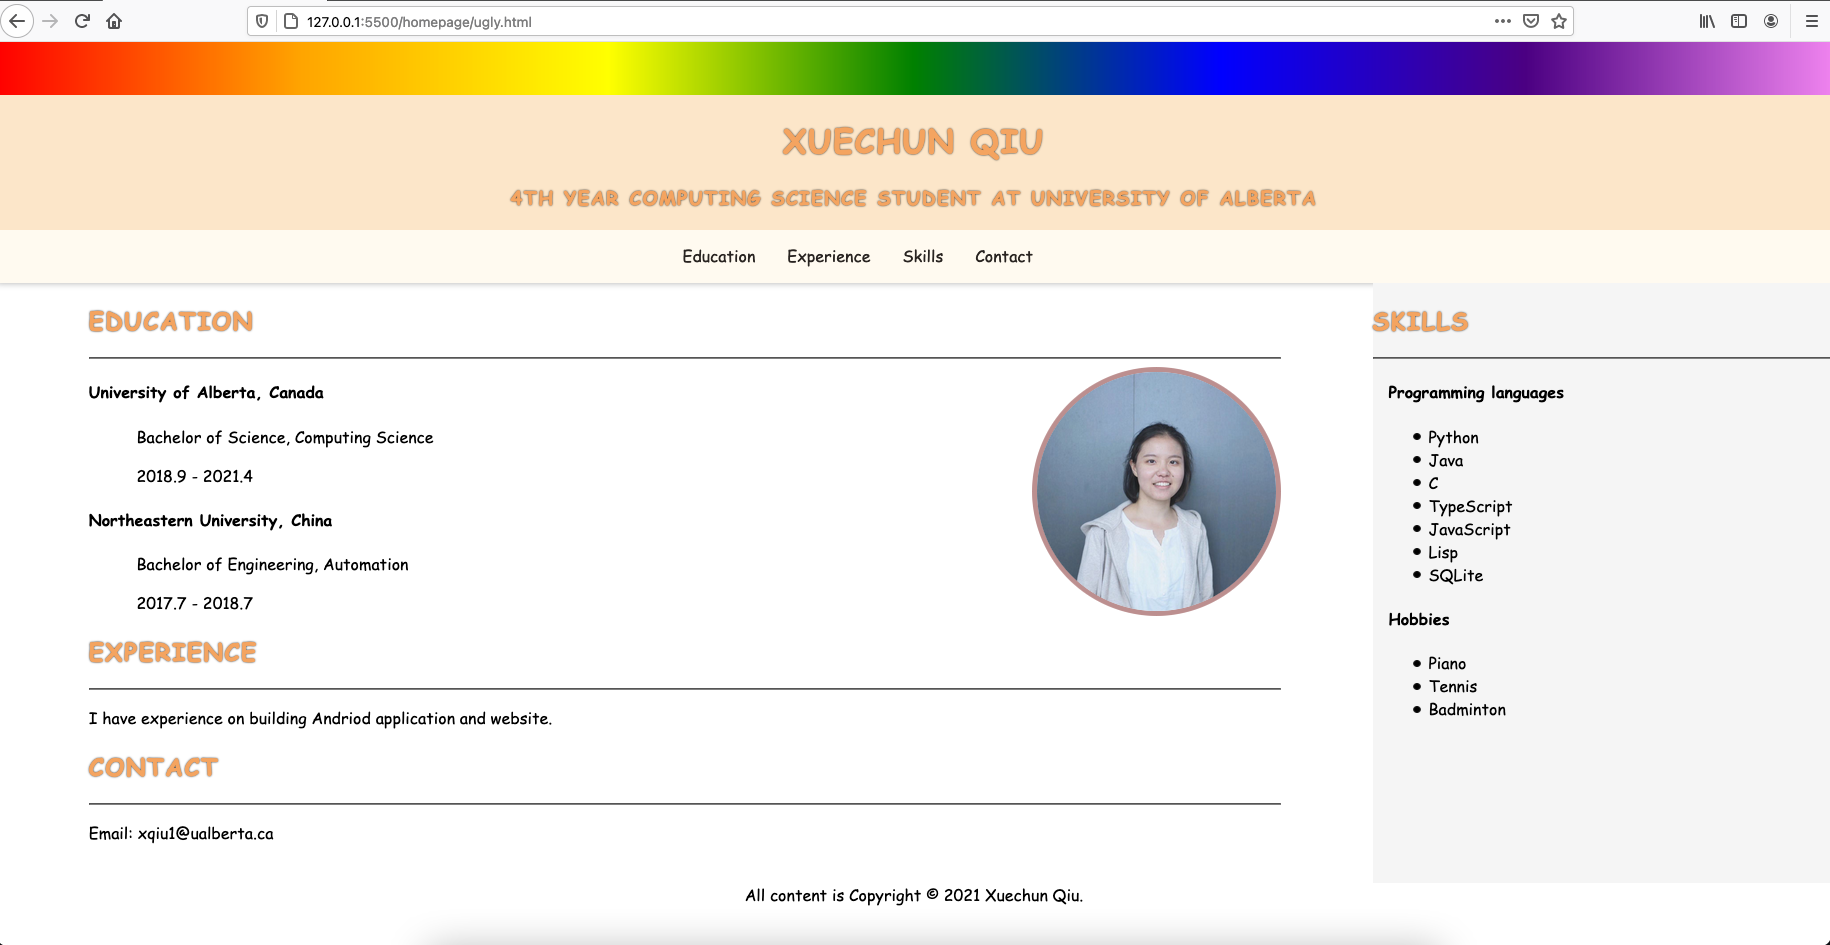 127.0.0.1:5500/homepage/ugly.html
XUECHUN QIU
4TH YEAR COMPUTING SCIENCE STUDENT AT UNIVERSITY OF ALBERTA
Education Experience Skills Contact
EDUCATION
University of Alberta, Canada
Bachelor of Science, Computing Science
2018.9 - 2021.4
Northeastern University, China
Bachelor of Engineering, Automation
2017.7 - 2018.7
EXPERIENCE
I have experience on building Andriod application and website.
CONTACT
Email: xqiu1@ualberta.ca
SKILLS
Programming languages
• Python
• Java
• C
• TypeScript
• JavaScript
• Lisp
• SQLite
Hobbies
• Piano
• Tennis
• Badminton
All content is Copyright © 2021 Xuechun Qiu.